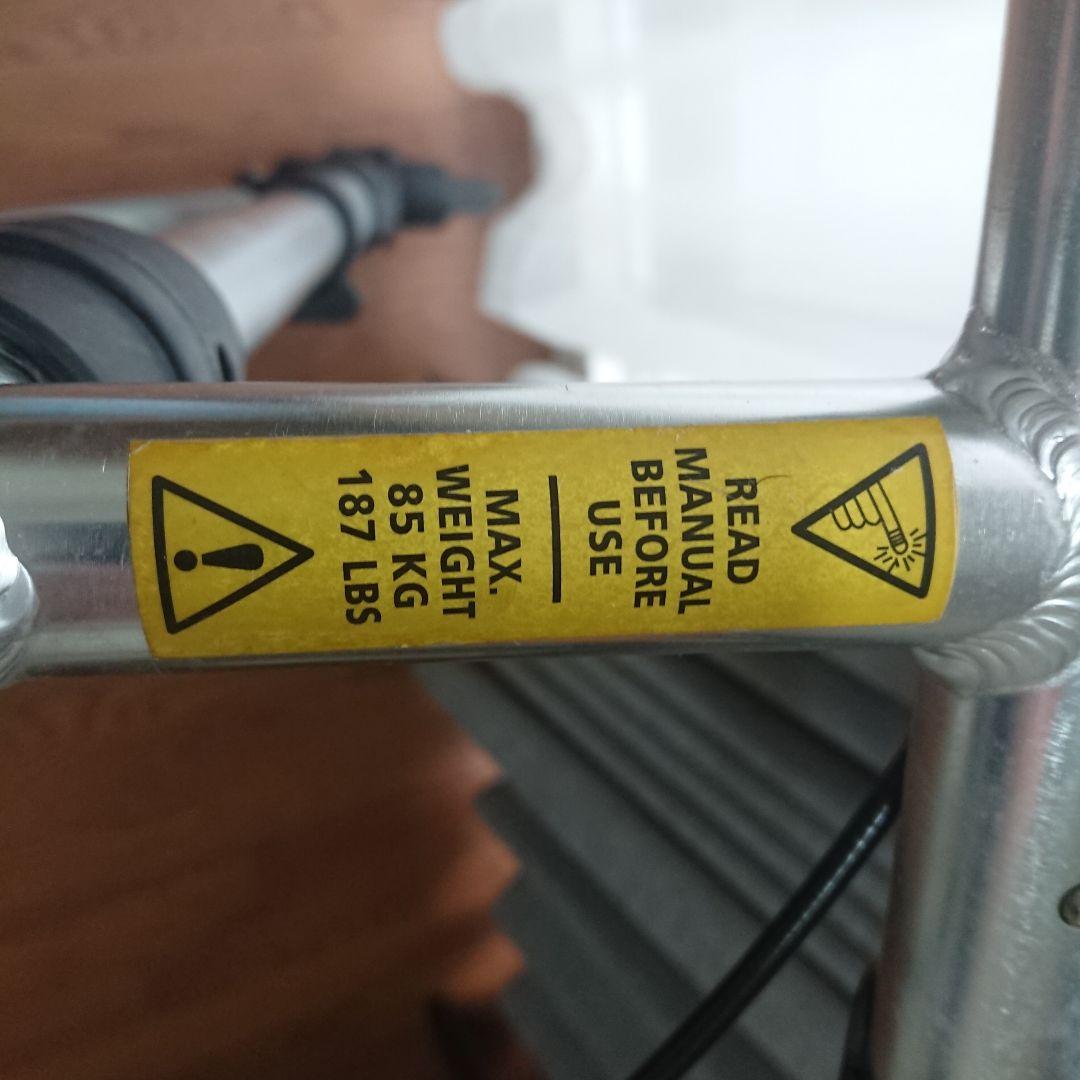 READ
MANUAL
BEFORE
USE
MAX.
WEIGHT
85 KG
187 LBS